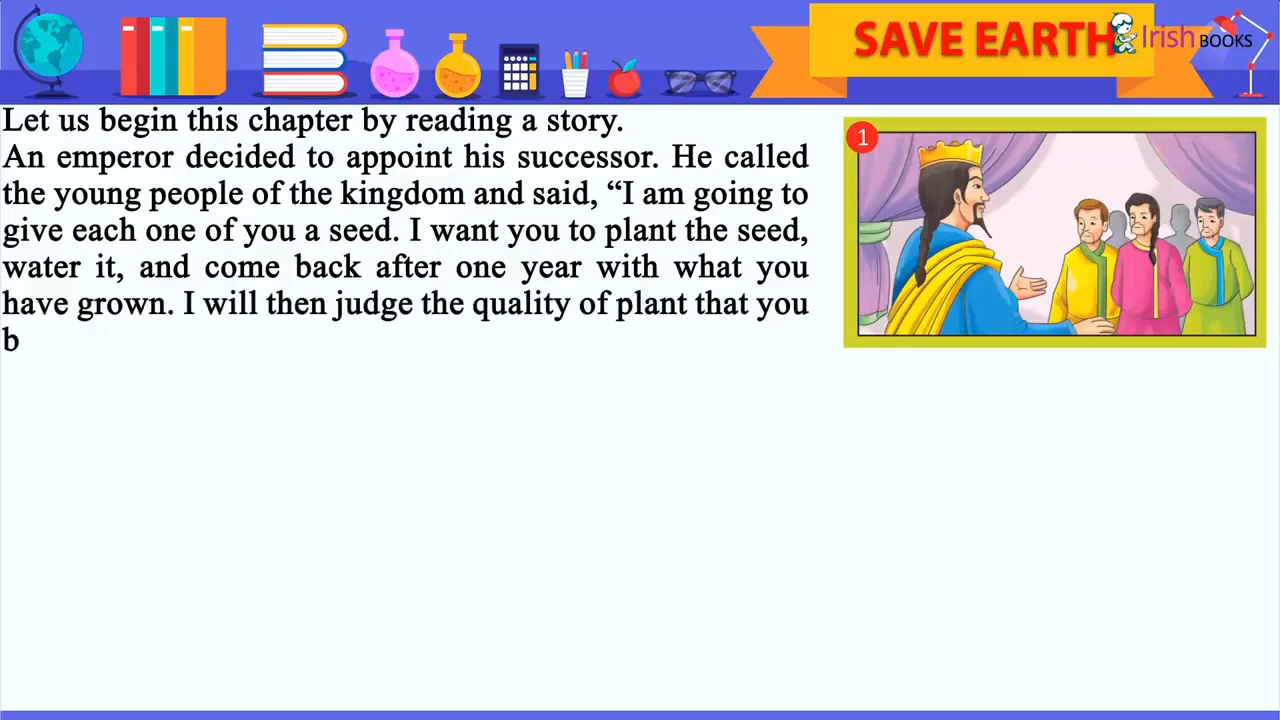 SAVE EARTH
Irish BOOKS
Let us begin this chapter by reading a story.
An emperor decided to appoint his successor. He called
the young people of the kingdom and said, “I am going to
give each one of you a seed. I want you to plant the seed,
water it, and come back after one year with what you
have grown. I will then judge the quality of plant that you
b
1